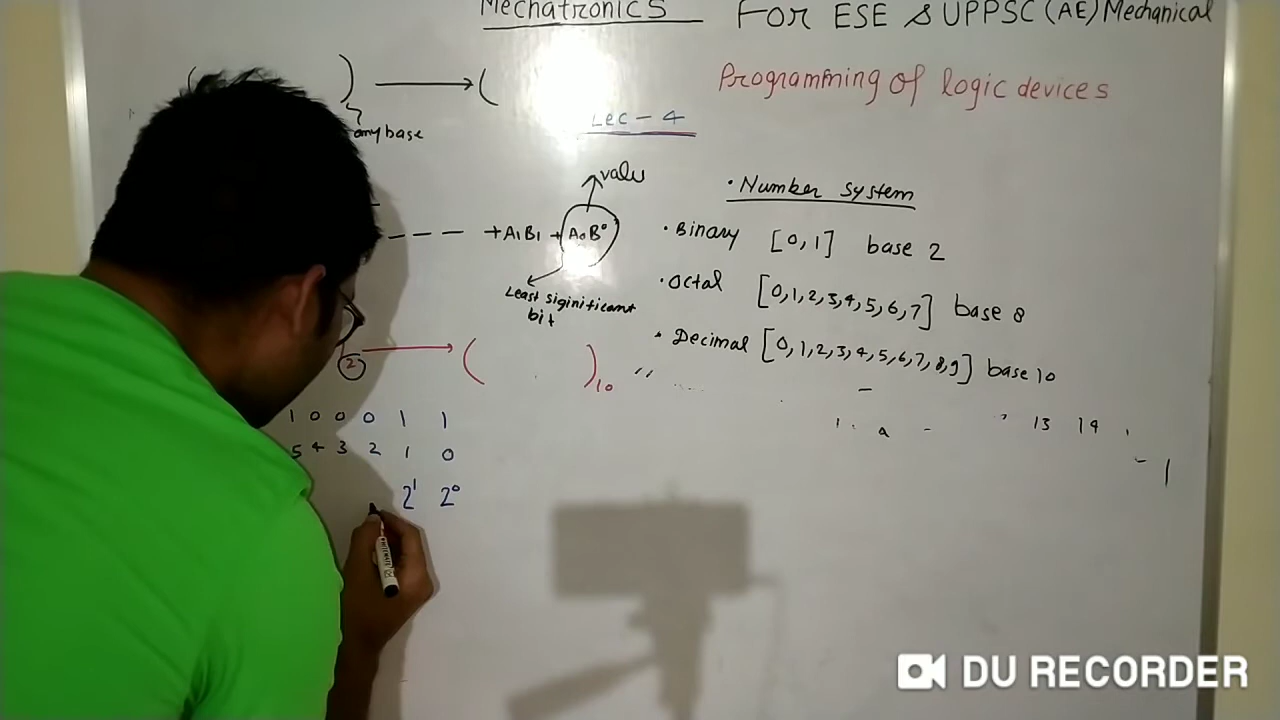 Mechatronics For ESE & UPPSC (AE) Mechanical
) → (
any base
Programming of logic devices
Lec - 4
valu
- - - - +A₁B₁ + A₀B⁰
Least siginificant
bit
• Number system
• Binary [0,1] base 2
• Octal [0,1,2,3,4,5,6,7] base 8
• Decimal [0,1,2,3,4,5,6,7,8,9] base 10
2 → ( )₁₀
1 0 0 0 1 1
5 4 3 2 1 0
2¹ 2⁰
13 14
DU RECORDER